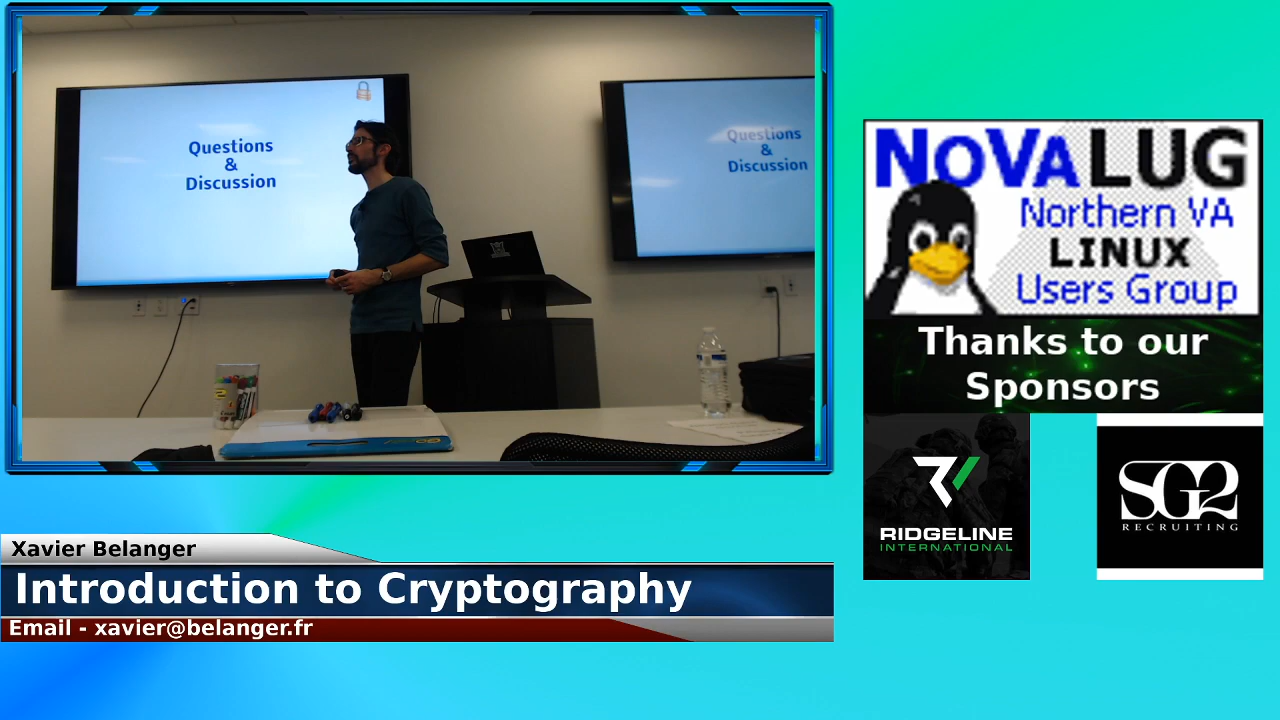 Questions
&
Discussion
Questions
&
Discussion
NOVALUG
Northern VA
LINUX
Users Group
Thanks to our
Sponsors
RIDGELINE
INTERNATIONAL
SG2
RECRUITING
Xavier Belanger
Introduction to Cryptography
Email - xavier@belanger.fr